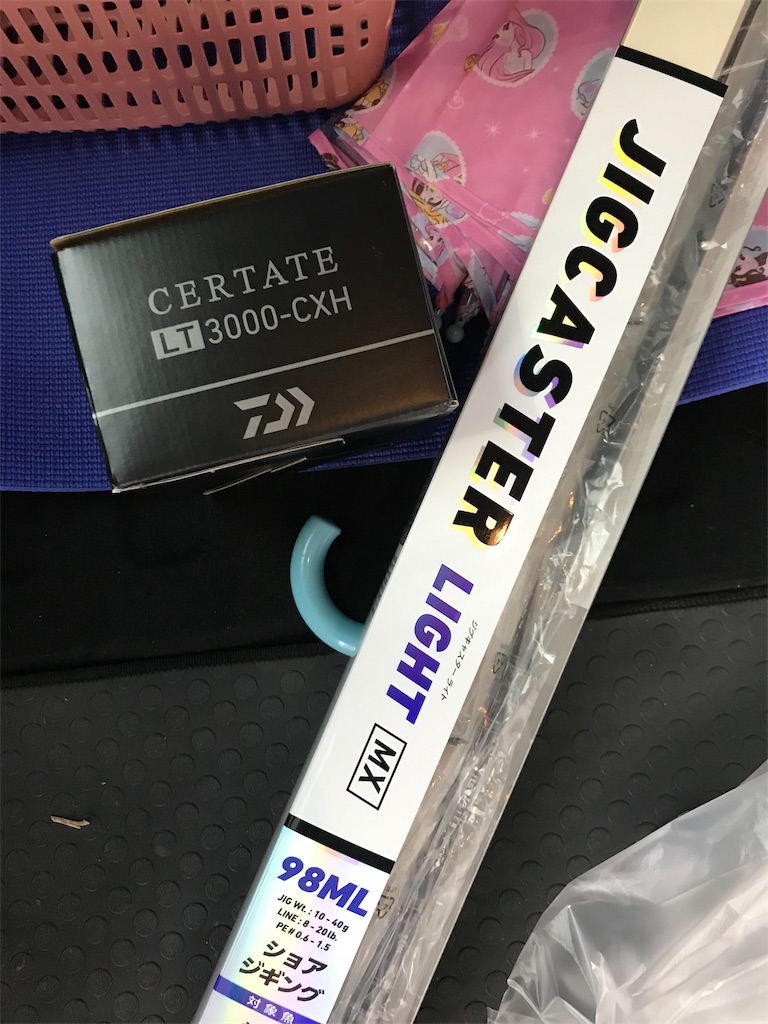 CERTATE
LT 3000-CXH
JIGCASTER LIGHT MX
ジグキャスター ライト
98ML
JIG Wt. : 10 - 40g
LINE : 8 - 20lb.
PE# 0.6 - 1.5
ショア
ジギング
対象魚